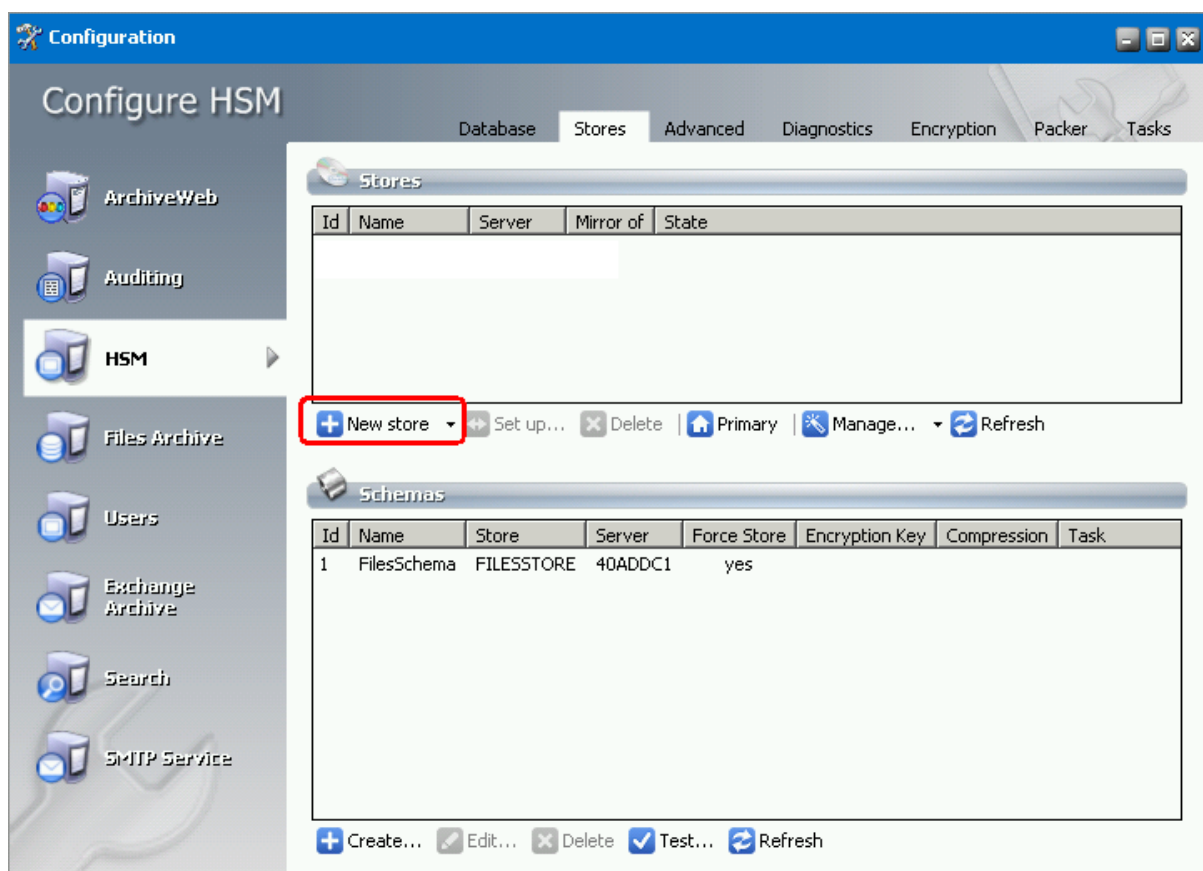 Configuration
Configure HSM
Database Stores Advanced Diagnostics Encryption Packer Tasks
ArchiveWeb
Auditing
HSM
Files Archive
Users
Exchange
Archive
Search
SMTP Service
Stores
Id Name Server Mirror of State
New store Set up... Delete Primary Manage... Refresh
Schemas
Id Name Store Server Force Store Encryption Key Compression Task
1 FilesSchema FILESSTORE 40ADDC1 yes
Create... Edit... Delete Test... Refresh